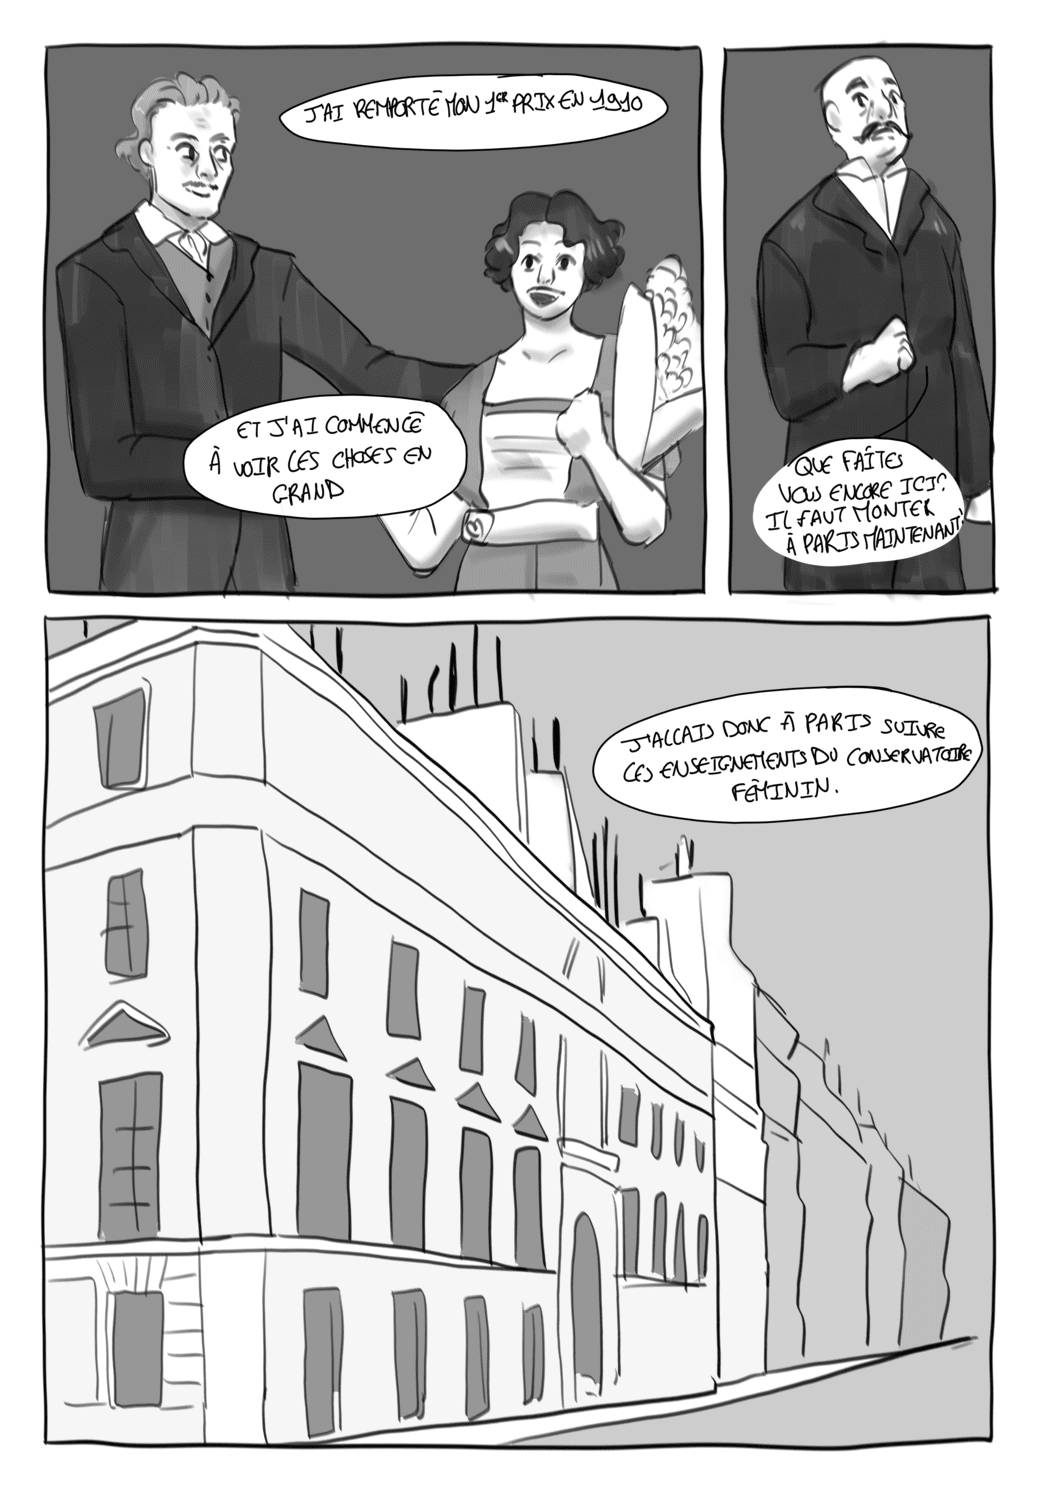 J'AI REMPORTÉ MON 1ER PRIX EN 1910
ET J'AI COMMENCÉ
À VOIR LES CHOSES EN
GRAND
QUE FAÎTES
VOUS ENCORE ICI?
IL FAUT MONTER
À PARIS MAINTENANT!
J'ALLAIS DONC À PARIS SUIVRE
LES ENSEIGNEMENTS DU CONSERVATOIRE
FÉMININ.